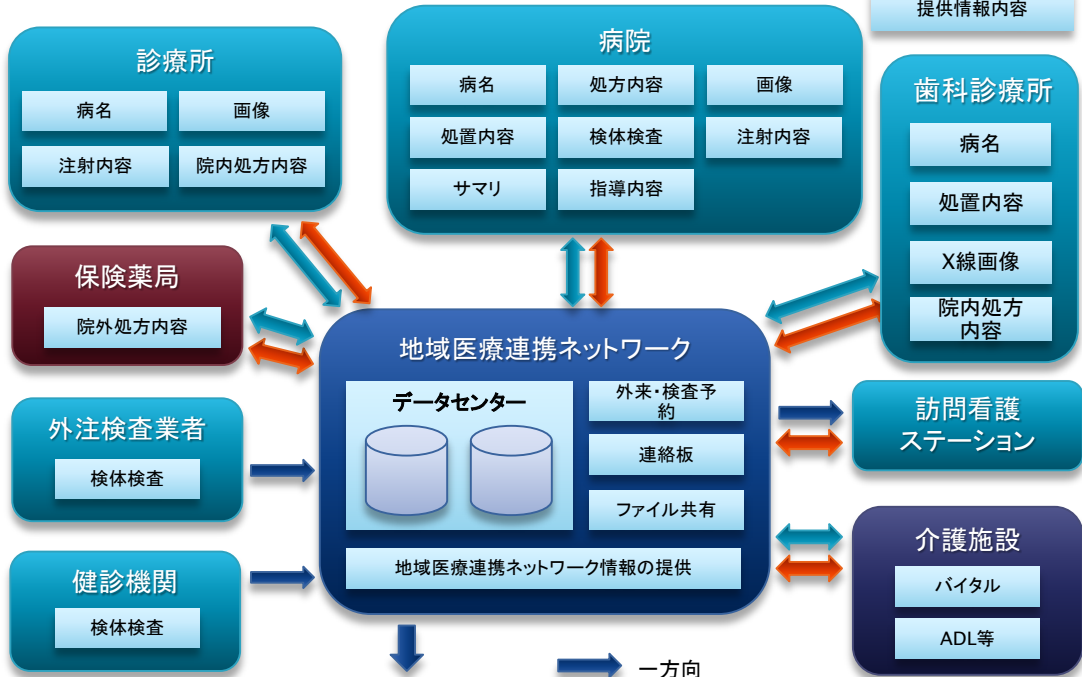 提供情報内容
診療所
病名
画像
注射内容
院内処方内容
病院
病名
処方内容
画像
処置内容
検体検査
注射内容
サマリ
指導内容
歯科診療所
病名
処置内容
X線画像
院内処方
内容
保険薬局
院外処方内容
地域医療連携ネットワーク
データセンター
外来・検査予
約
連絡板
ファイル共有
地域医療連携ネットワーク情報の提供
外注検査業者
検体検査
健診機関
検体検査
訪問看護
ステーション
介護施設
バイタル
ADL等
一方向